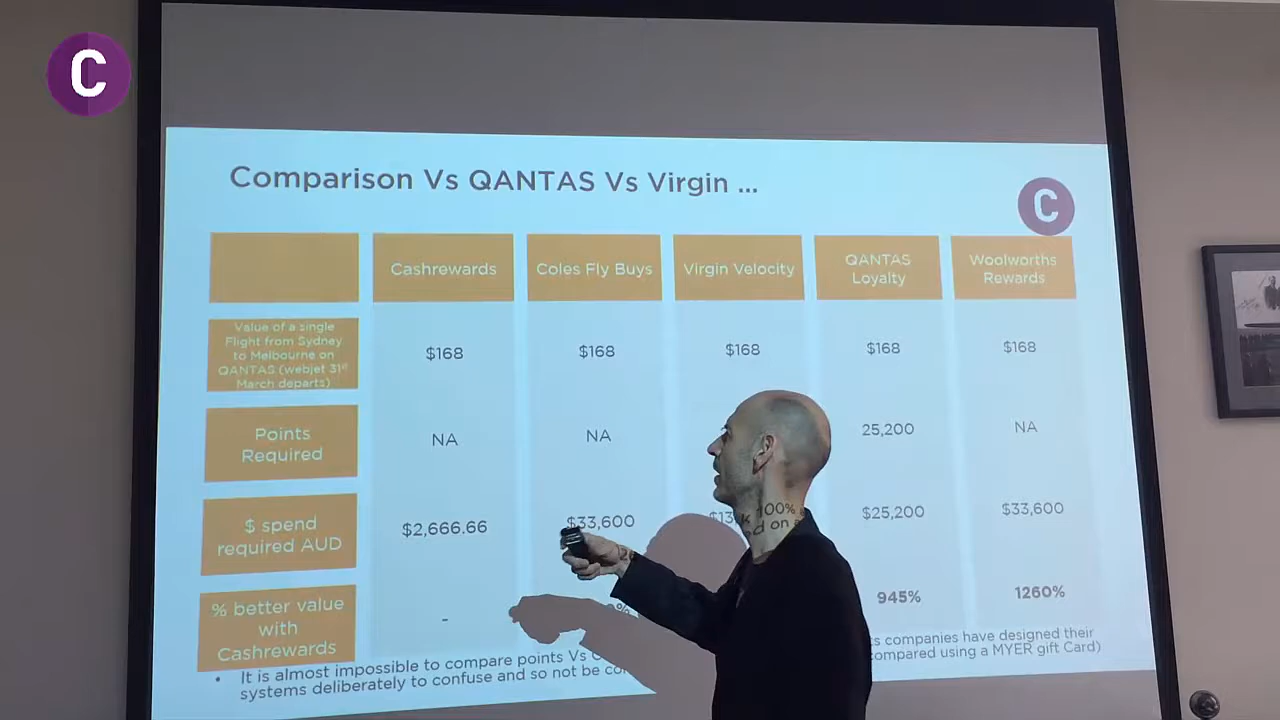 C
Comparison Vs QANTAS Vs Virgin ...
C
Cashrewards
Coles Fly Buys
Virgin Velocity
QANTAS
Loyalty
Woolworths
Rewards
Value of a single
Flight from Sydney
to Melbourne on
QANTAS (webjet 31st
March departs)
$168
$168
$168
$168
$168
Points
Required
NA
NA
25,200
NA
$ spend
required AUD
$2,666.66
$33,600
$13
$25,200
$33,600
% better value
with
Cashrewards
-
945%
1260%
100%
on
It is almost impossible to compare points Vs
companies have designed their
systems deliberately to confuse and so not be
compared using a MYER gift Card)